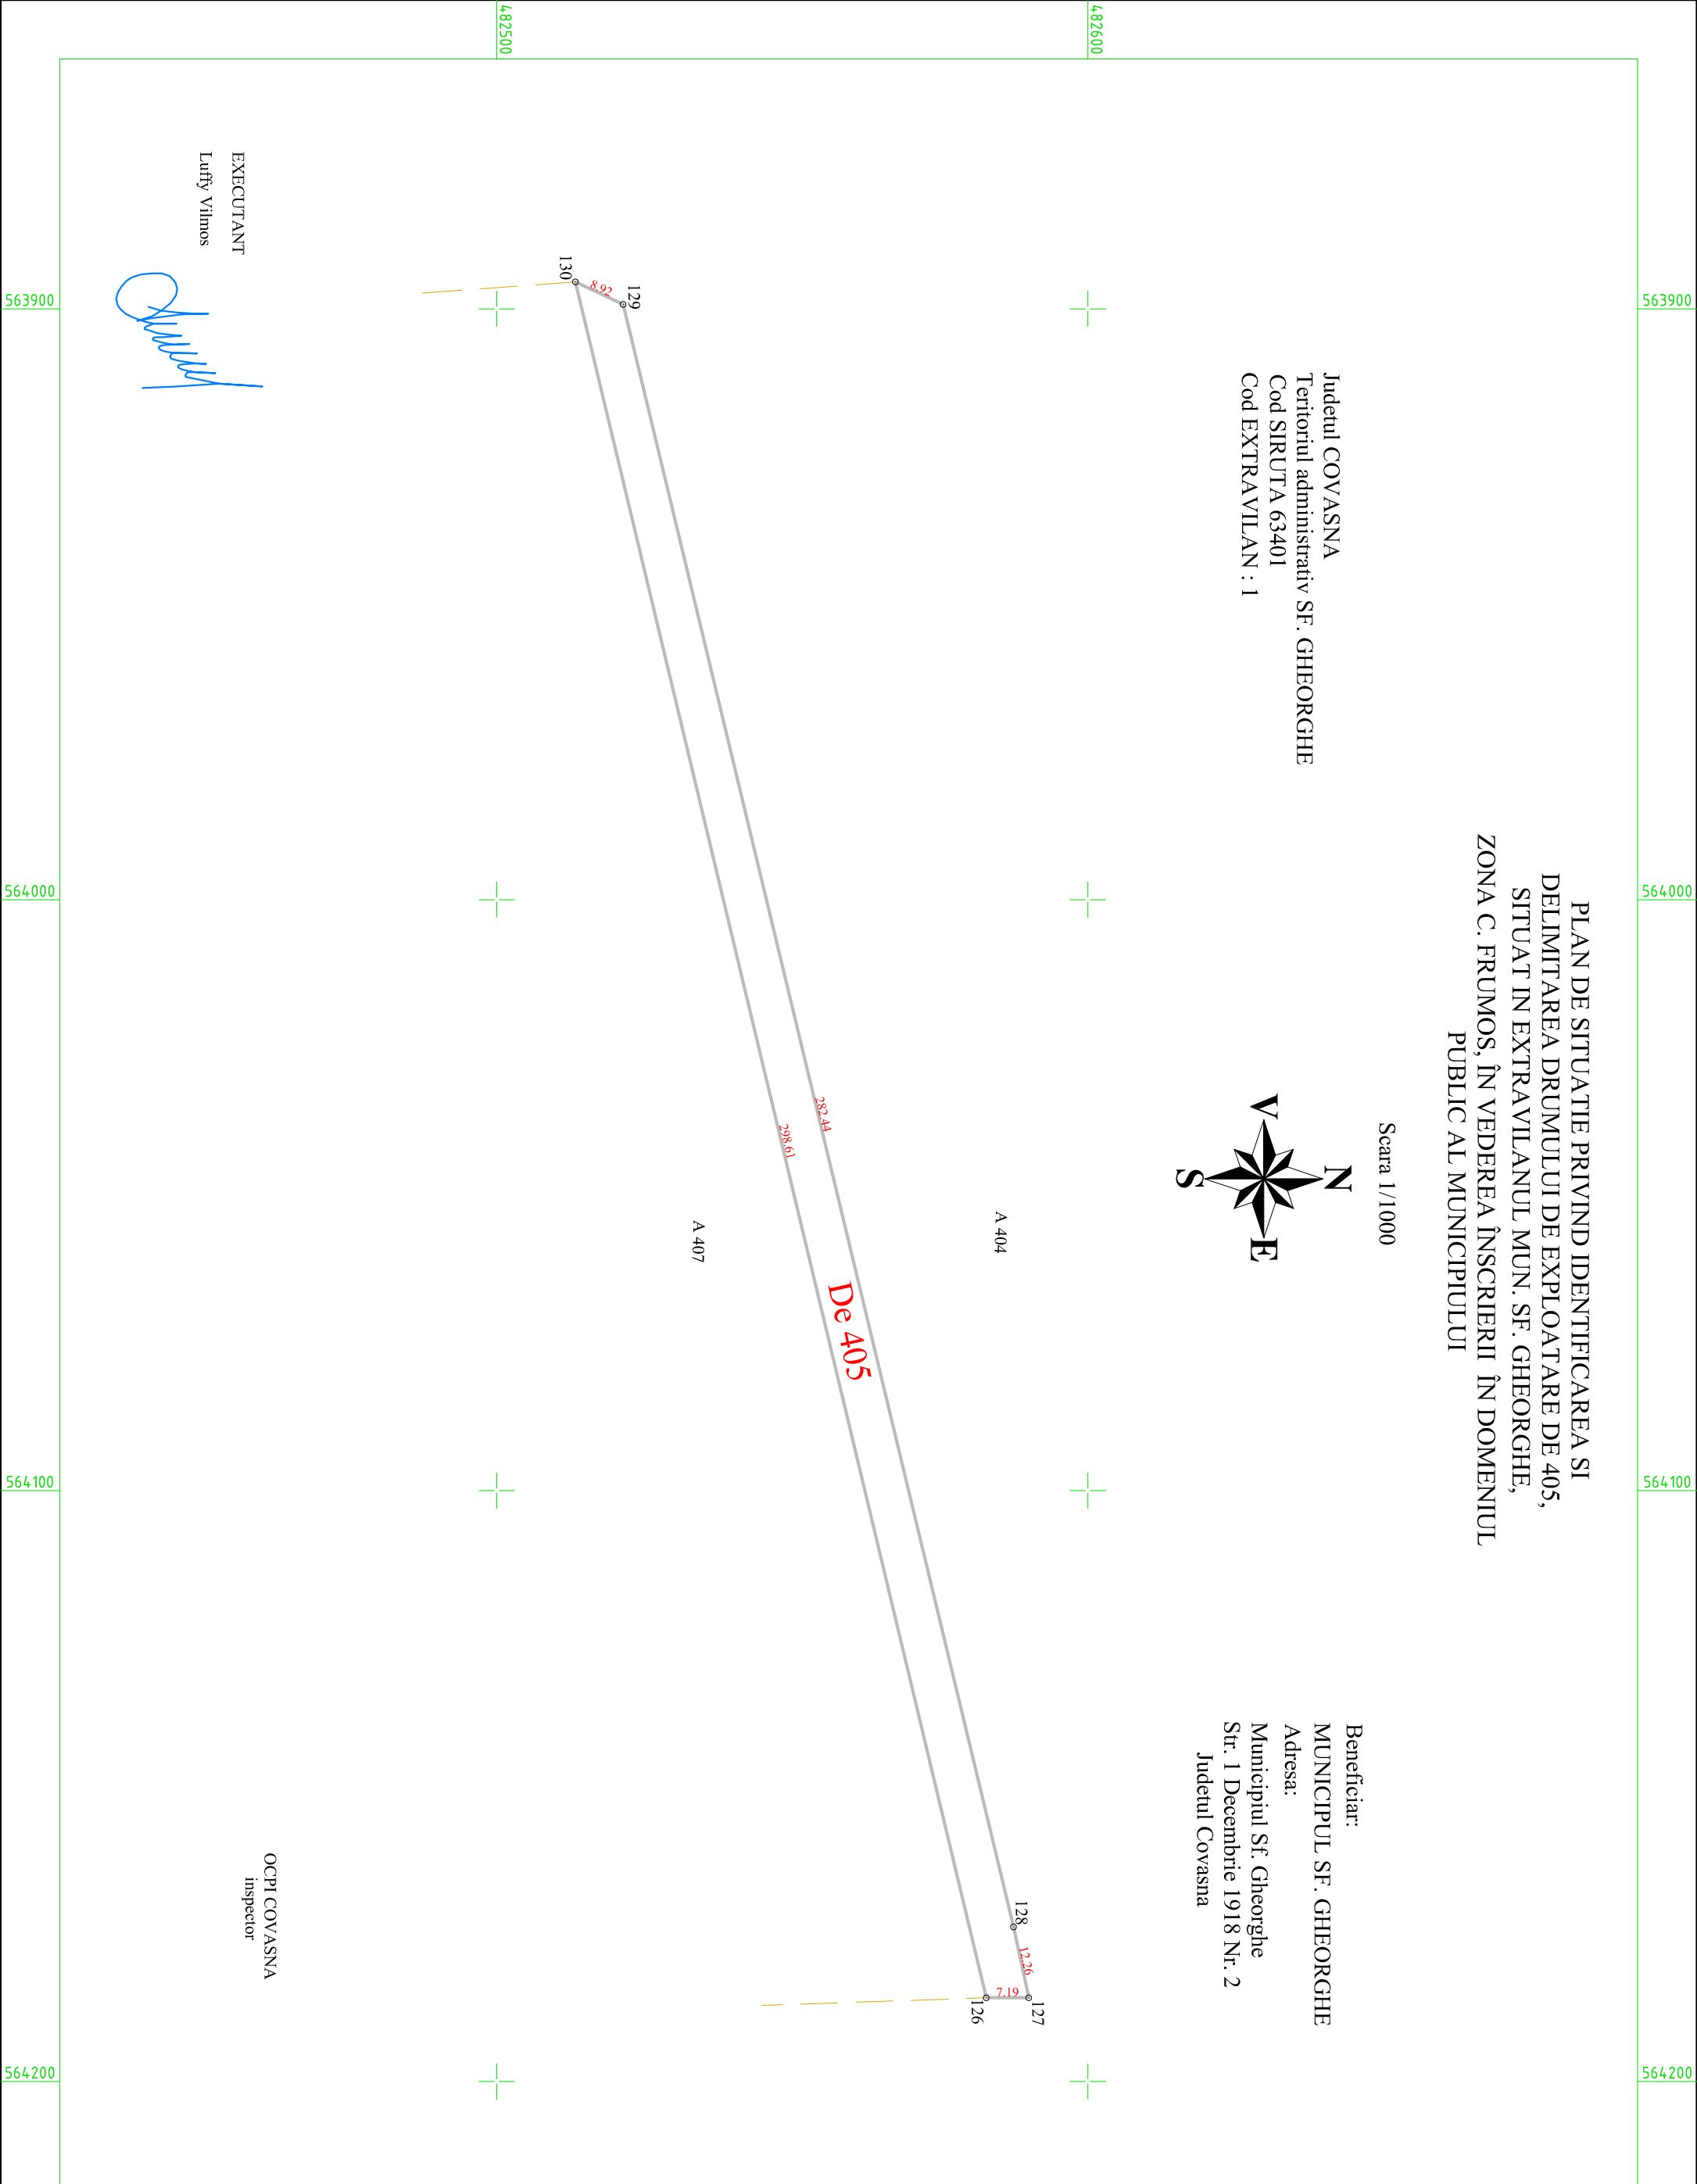 PLAN DE SITUATIE PRIVIND IDENTIFICAREA SI
DELIMITAREA DRUMULUI DE EXPLOATARE DE 405,
SITUAT IN EXTRAVILANUL MUN. SF. GHEORGHE,
ZONA C. FRUMOS, ÎN VEDEREA ÎNSCRIERII ÎN DOMENIUL
PUBLIC AL MUNICIPIULUI
Scara 1/1000
Judetul COVASNA
Teritoriul administrativ SF. GHEORGHE
Cod SIRUTA 63401
Cod EXTRAVILAN : 1
N
V
E
S
Beneficiar:
MUNICIPUL SF. GHEORGHE
Adresa:
Municipiul Sf. Gheorghe
Str. 1 Decembrie 1918 Nr. 2
Judetul Covasna
563900
564000
564100
564200
482600
482500
A 404
127
128
12.26
7.19
126
De 405
282.44
298.61
A 407
129
8.92
130
EXECUTANT
Luffy Vilmos
OCPI COVASNA
inspector
563900
564000
564100
564200